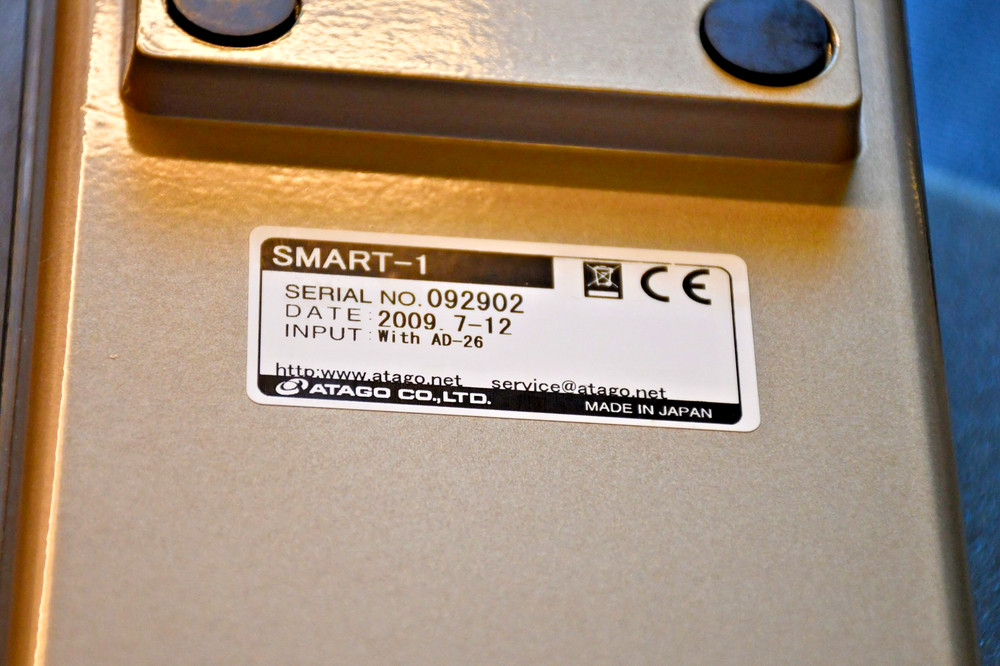 SMART-1
SERIAL NO. 092902
DATE: 2009. 7-12
INPUT: With AD-26
http:www.atago.net service@atago.net
ATAGO CO.,LTD. MADE IN JAPAN